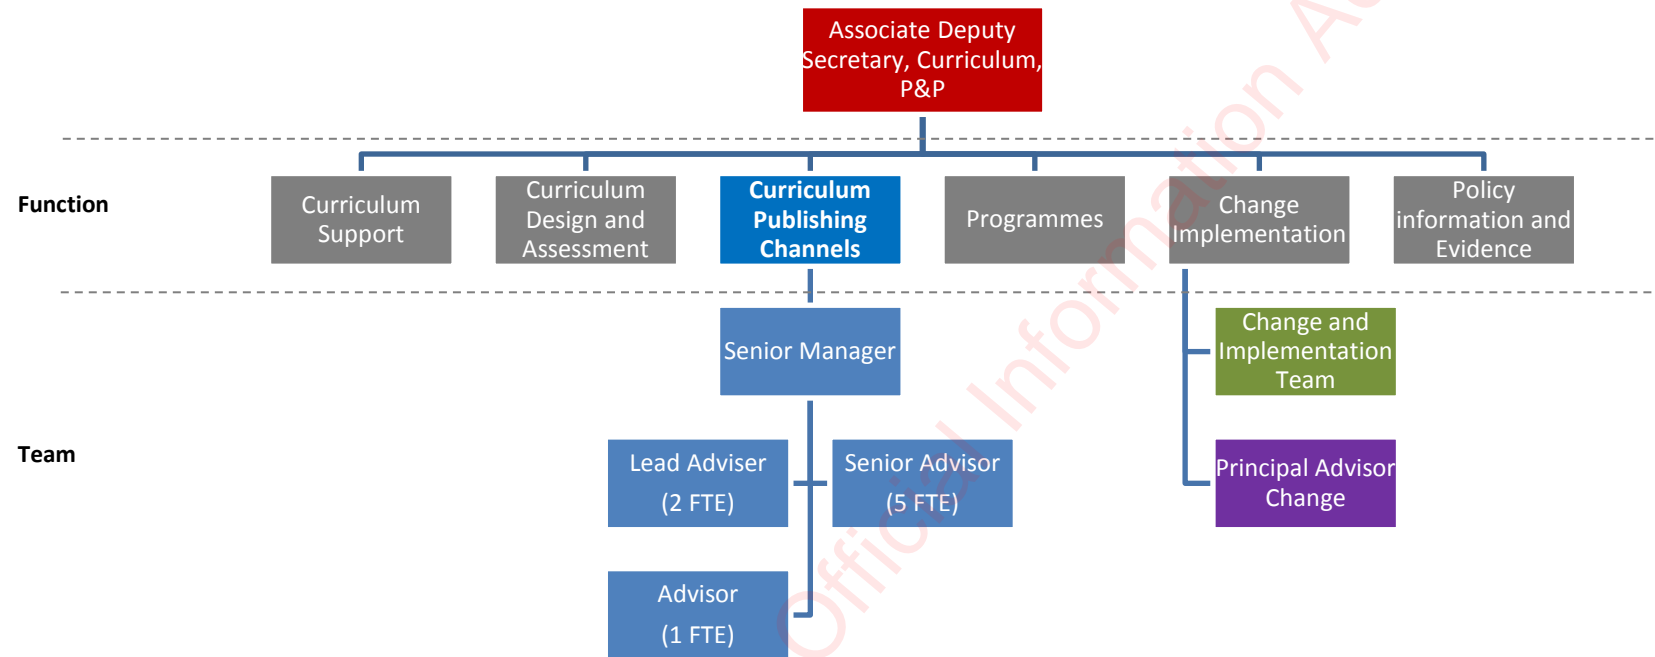 Associate Deputy
Secretary, Curriculum,
P&P
Function
Curriculum
Support
Curriculum
Design and
Assessment
Curriculum
Publishing
Channels
Programmes
Change
Implementation
Policy
information and
Evidence
Senior Manager
Change and
Implementation
Team
Team
Lead Adviser
(2 FTE)
Senior Advisor
(5 FTE)
Principal Advisor
Change
Advisor
(1 FTE)
Official Information A